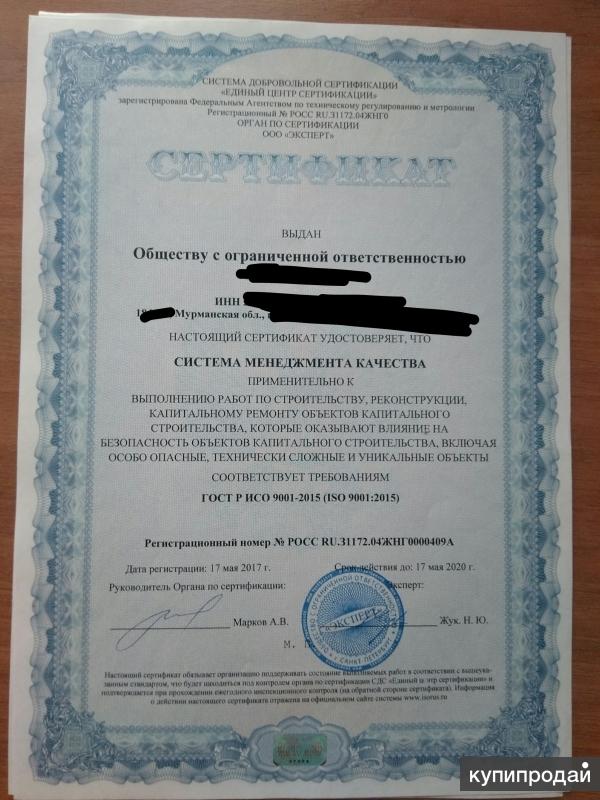 СИСТЕМА ДОБРОВОЛЬНОЙ СЕРТИФИКАЦИИ
«ЕДИНЫЙ ЦЕНТР СЕРТИФИКАЦИИ»
зарегистрирована Федеральным Агентством по техническому регулированию и метрологии
Регистрационный № РОСС RU.31172.04ЖНГ0
ОРГАН ПО СЕРТИФИКАЦИИ
ООО «ЭКСПЕРТ»
СЕРТИФИКАТ
ВЫДАН
Обществу с ограниченной ответственностью
ИНН
Мурманская обл.,
НАСТОЯЩИЙ СЕРТИФИКАТ УДОСТОВЕРЯЕТ, ЧТО
СИСТЕМА МЕНЕДЖМЕНТА КАЧЕСТВА
ПРИМЕНИТЕЛЬНО К
ВЫПОЛНЕНИЮ РАБОТ ПО СТРОИТЕЛЬСТВУ, РЕКОНСТРУКЦИИ,
КАПИТАЛЬНОМУ РЕМОНТУ ОБЪЕКТОВ КАПИТАЛЬНОГО
СТРОИТЕЛЬСТВА, КОТОРЫЕ ОКАЗЫВАЮТ ВЛИЯНИЕ НА
БЕЗОПАСНОСТЬ ОБЪЕКТОВ КАПИТАЛЬНОГО СТРОИТЕЛЬСТВА, ВКЛЮЧАЯ
ОСОБО ОПАСНЫЕ, ТЕХНИЧЕСКИ СЛОЖНЫЕ И УНИКАЛЬНЫЕ ОБЪЕКТЫ
СООТВЕТСТВУЕТ ТРЕБОВАНИЯМ
ГОСТ Р ИСО 9001-2015 (ISO 9001:2015)
Регистрационный номер № РОСС RU.31172.04ЖНГ0000409А
Дата регистрации: 17 мая 2017 г. Срок действия до: 17 мая 2020 г.
Руководитель Органа по сертификации: Эксперт:
Марков А.В. Жук. Н. Ю.
М.
ОБЩЕСТВО С ОГРАНИЧЕННОЙ ОТВЕТСТВЕННОСТЬЮ
«ЭКСПЕРТ»
г. САНКТ-ПЕТЕРБУРГ
Настоящий сертификат обязывает организацию поддерживать состояние выполняемых работ в соответствии с вышеука-
занным стандартом, что будет находиться под контролем органа по сертификации СДС «Единый центр сертификации» и
подтверждается при прохождении ежегодного инспекционного контроля (на обратной стороне сертификата). Информация
о действии настоящего сертификата отражена на официальном сайте системы www.isorus.ru
купипродай